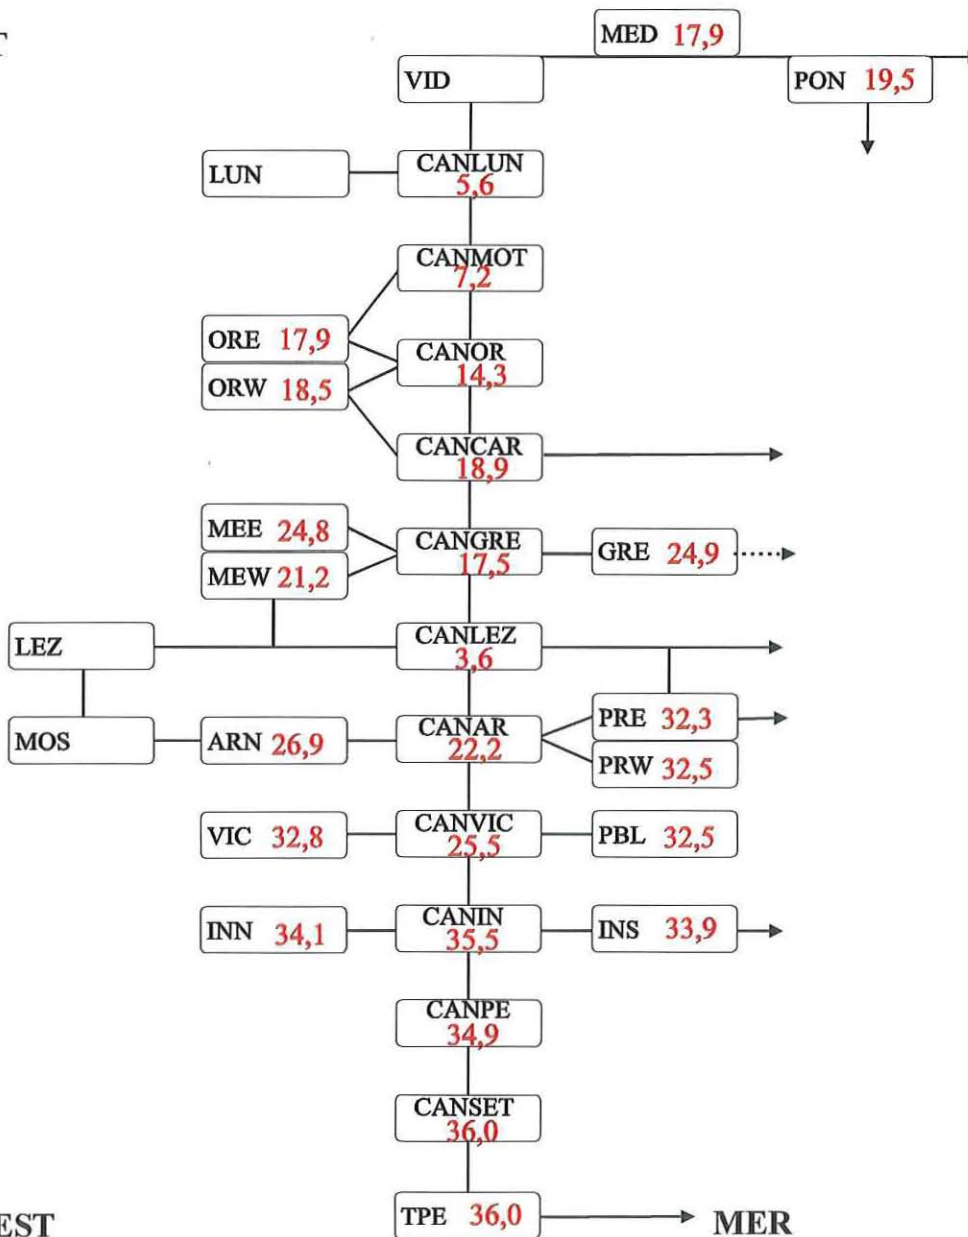 T
MED 17,9
VID
PON 19,5
LUN
CANLUN
5,6
CANMOT
7,2
ORE 17,9
CANOR
14,3
ORW 18,5
CANCAR
18,9
MEE 24,8
CANGRE
17,5
GRE 24,9
MEW 21,2
LEZ
CANLEZ
3,6
PRE 32,3
MOS
ARN 26,9
CANAR
22,2
PRW 32,5
VIC 32,8
CANVIC
25,5
PBL 32,5
INN 34,1
CANIN
35,5
INS 33,9
CANPE
34,9
CANSET
36,0
TPE 36,0
MER
EST